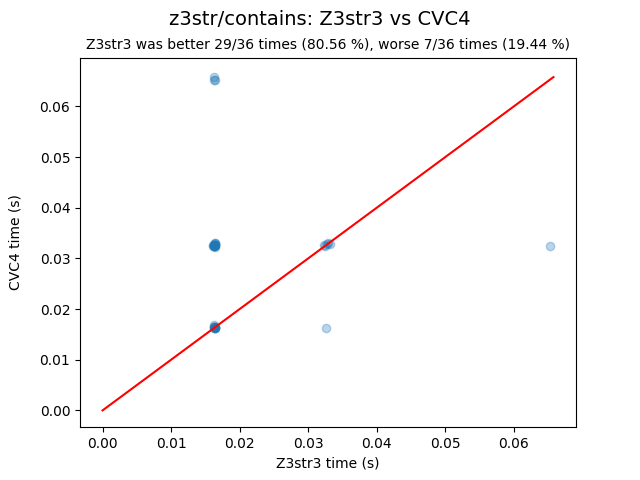 z3str/contains: Z3str3 vs CVC4
Z3str3 was better 29/36 times (80.56 %), worse 7/36 times (19.44 %)
CVC4 time (s)
0.06
0.05
0.04
0.03
0.02
0.01
0.00
0.00 0.01 0.02 0.03 0.04 0.05 0.06
Z3str3 time (s)